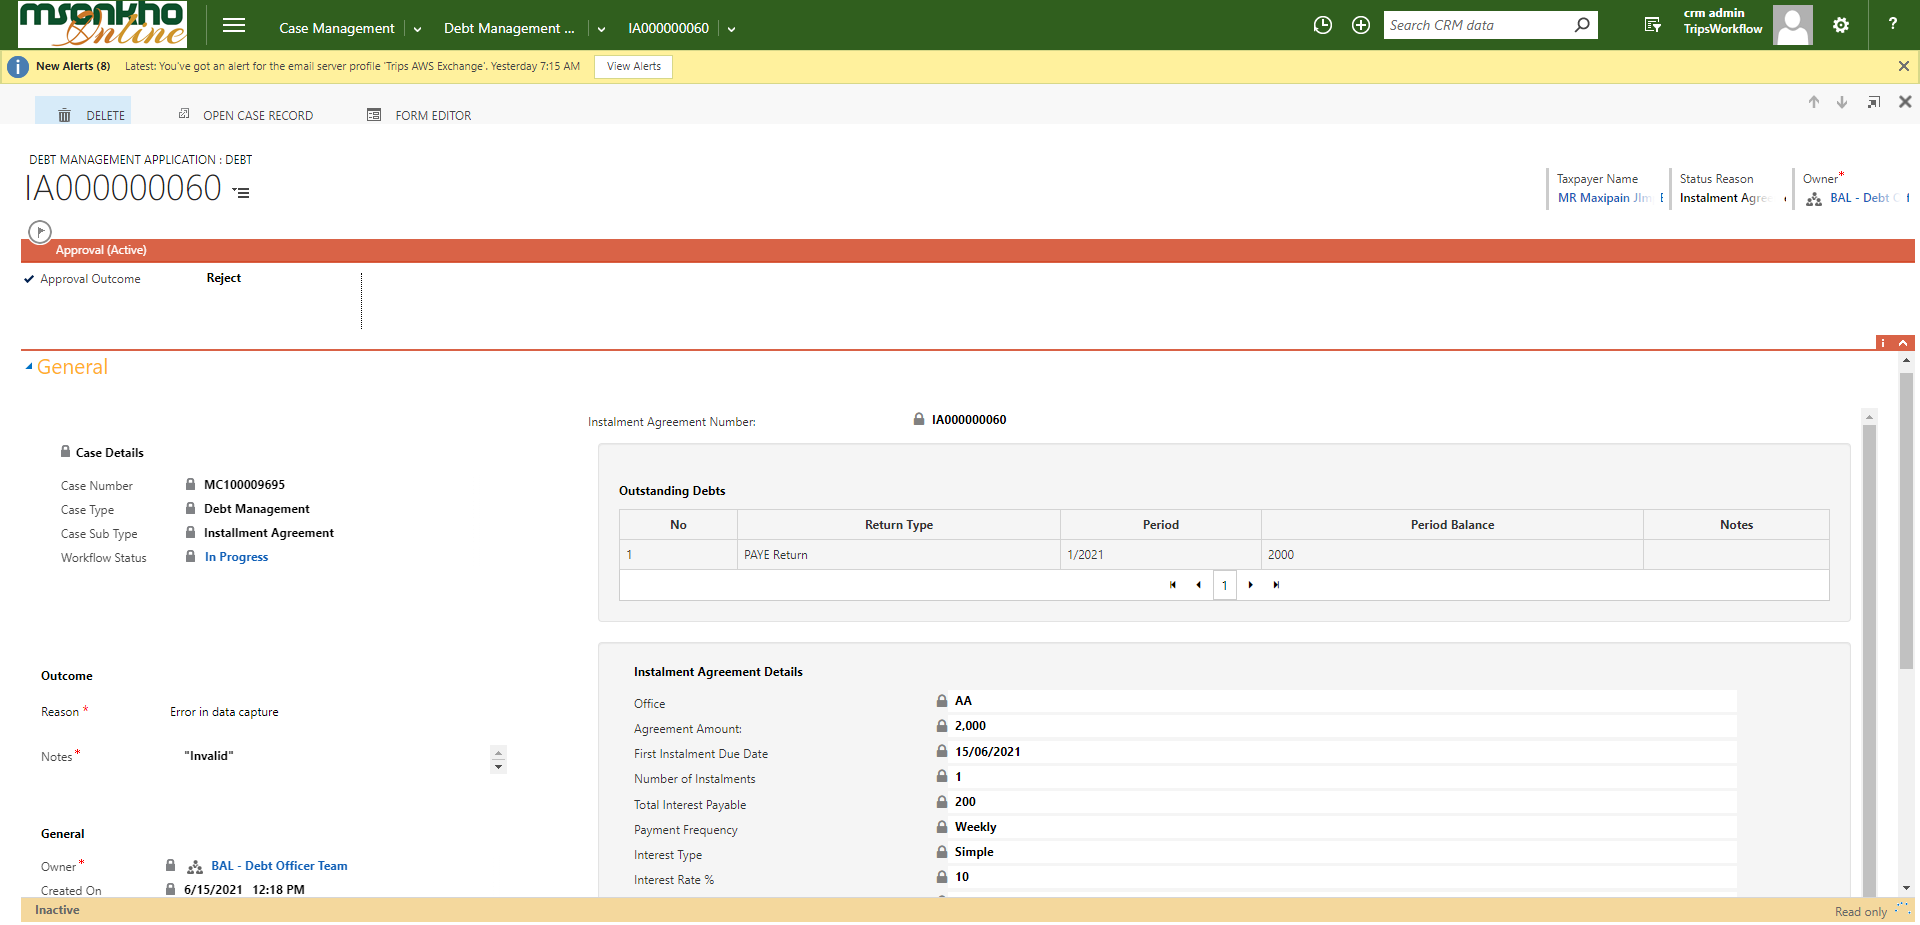 msonkho Online
Case Management
Debt Management ...
IA000000060
Search CRM data
crm admin
TripsWorkflow
?
New Alerts (8) Latest: You've got an alert for the email server profile 'Trips AWS Exchange'. Yesterday 7:15 AM View Alerts
DELETE OPEN CASE RECORD FORM EDITOR
DEBT MANAGEMENT APPLICATION : DEBT
IA000000060
Taxpayer Name
MR Maxipain JIm
Status Reason
Instalment Agree
Owner*
BAL - Debt
Approval (Active)
Approval Outcome Reject
General
Instalment Agreement Number: IA000000060
Case Details
Case Number MC100009695
Case Type Debt Management
Case Sub Type Installment Agreement
Workflow Status In Progress
Outstanding Debts
No Return Type Period Period Balance Notes
1 PAYE Return 1/2021 2000
1
Outcome
Reason * Error in data capture
Notes* "Invalid"
General
Owner* BAL - Debt Officer Team
Created On 6/15/2021 12:18 PM
Instalment Agreement Details
Office AA
Agreement Amount: 2,000
First Instalment Due Date 15/06/2021
Number of Instalments 1
Total Interest Payable 200
Payment Frequency Weekly
Interest Type Simple
Interest Rate % 10
Inactive
Read only